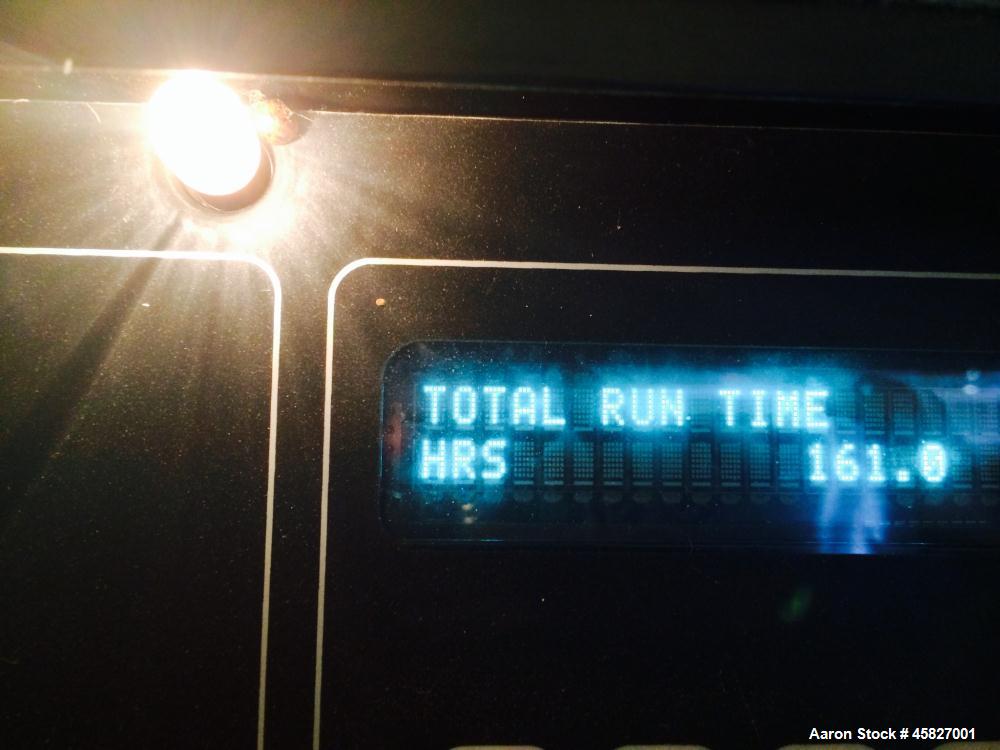 TOTAL RUN TIME
HRS 161.0
Aaron Stock # 45827001